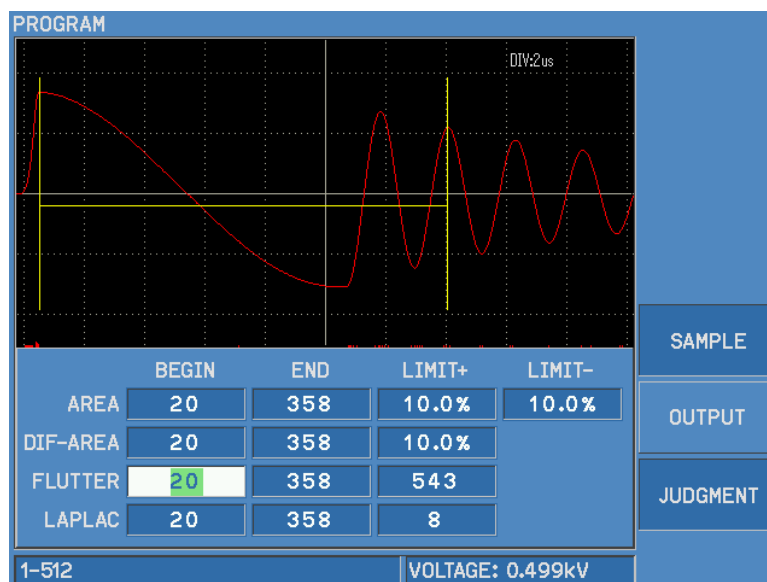 PROGRAM
DIV:2us
BEGIN END LIMIT+ LIMIT-
AREA 20 358 10.0% 10.0%
DIF-AREA 20 358 10.0%
FLUTTER 20 358 543
LAPLAC 20 358 8
SAMPLE
OUTPUT
JUDGMENT
1-512 VOLTAGE: 0.499kV